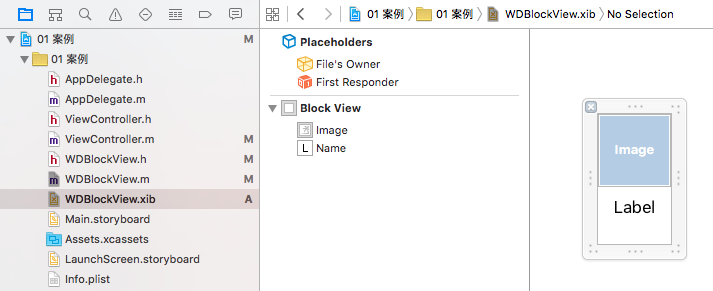 01 案例 M
01 案例
AppDelegate.h
AppDelegate.m
ViewController.h
ViewController.m M
WDBlockView.h M
WDBlockView.m M
WDBlockView.xib A
Main.storyboard
Assets.xcassets
LaunchScreen.storyboard
Info.plist
01 案例 〉 01 案例 〉 WDBlockView.xib 〉 No Selection
Placeholders
File's Owner
First Responder
Block View
Image
L Name
Image
Label